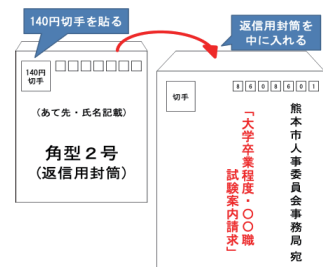 140円切手を貼る
140円
切手
（あて先・氏名記載）
角型２号
（返信用封筒）
返信用封筒を
中に入れる
切手
8608601
熊本市人事委員会事務局 宛
「大学卒業程度・〇〇職
試験案内請求」